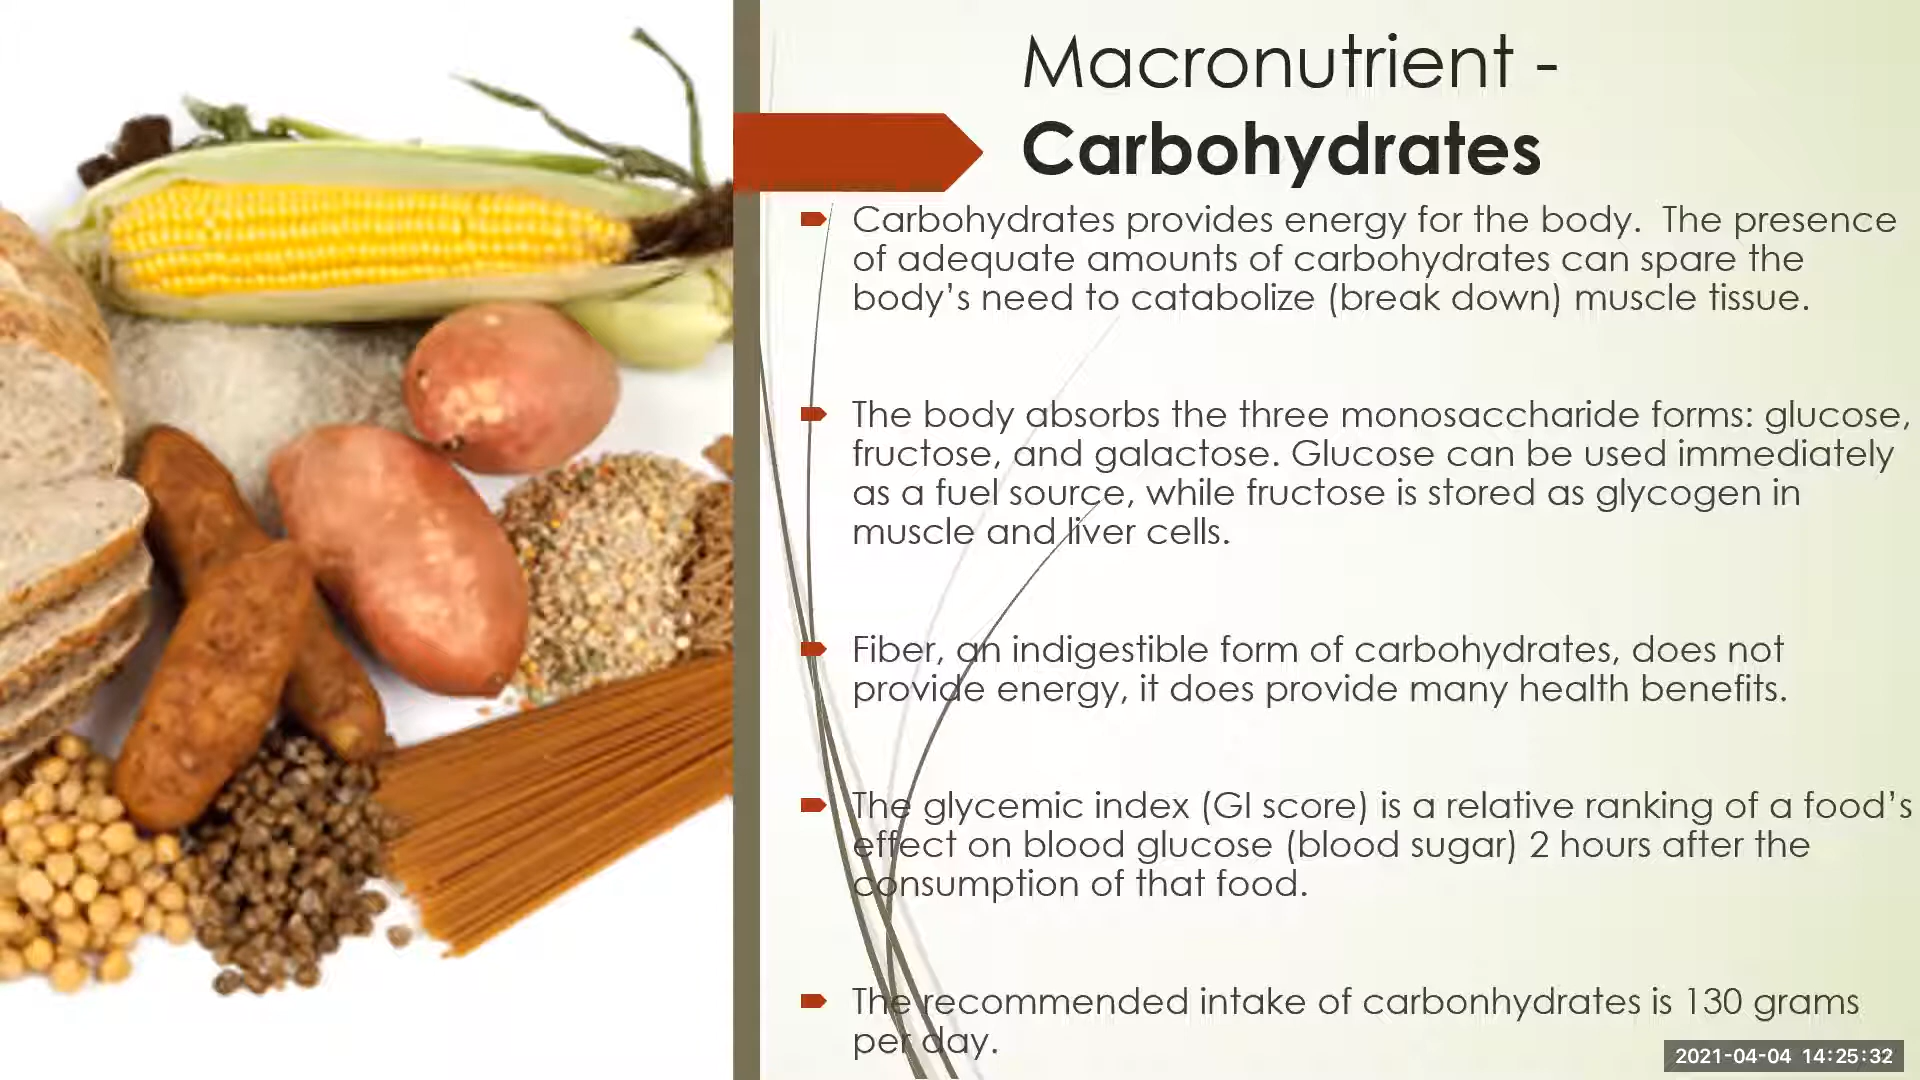 Macronutrient -
Carbohydrates
Carbohydrates provides energy for the body.  The presence
of adequate amounts of carbohydrates can spare the
body’s need to catabolize (break down) muscle tissue.
The body absorbs the three monosaccharide forms: glucose,
fructose, and galactose. Glucose can be used immediately
as a fuel source, while fructose is stored as glycogen in
muscle and liver cells.
Fiber, an indigestible form of carbohydrates, does not
provide energy, it does provide many health benefits.
The glycemic index (GI score) is a relative ranking of a food’s
effect on blood glucose (blood sugar) 2 hours after the
consumption of that food.
The recommended intake of carbonhydrates is 130 grams
per day.
2021-04-04 14:25:32